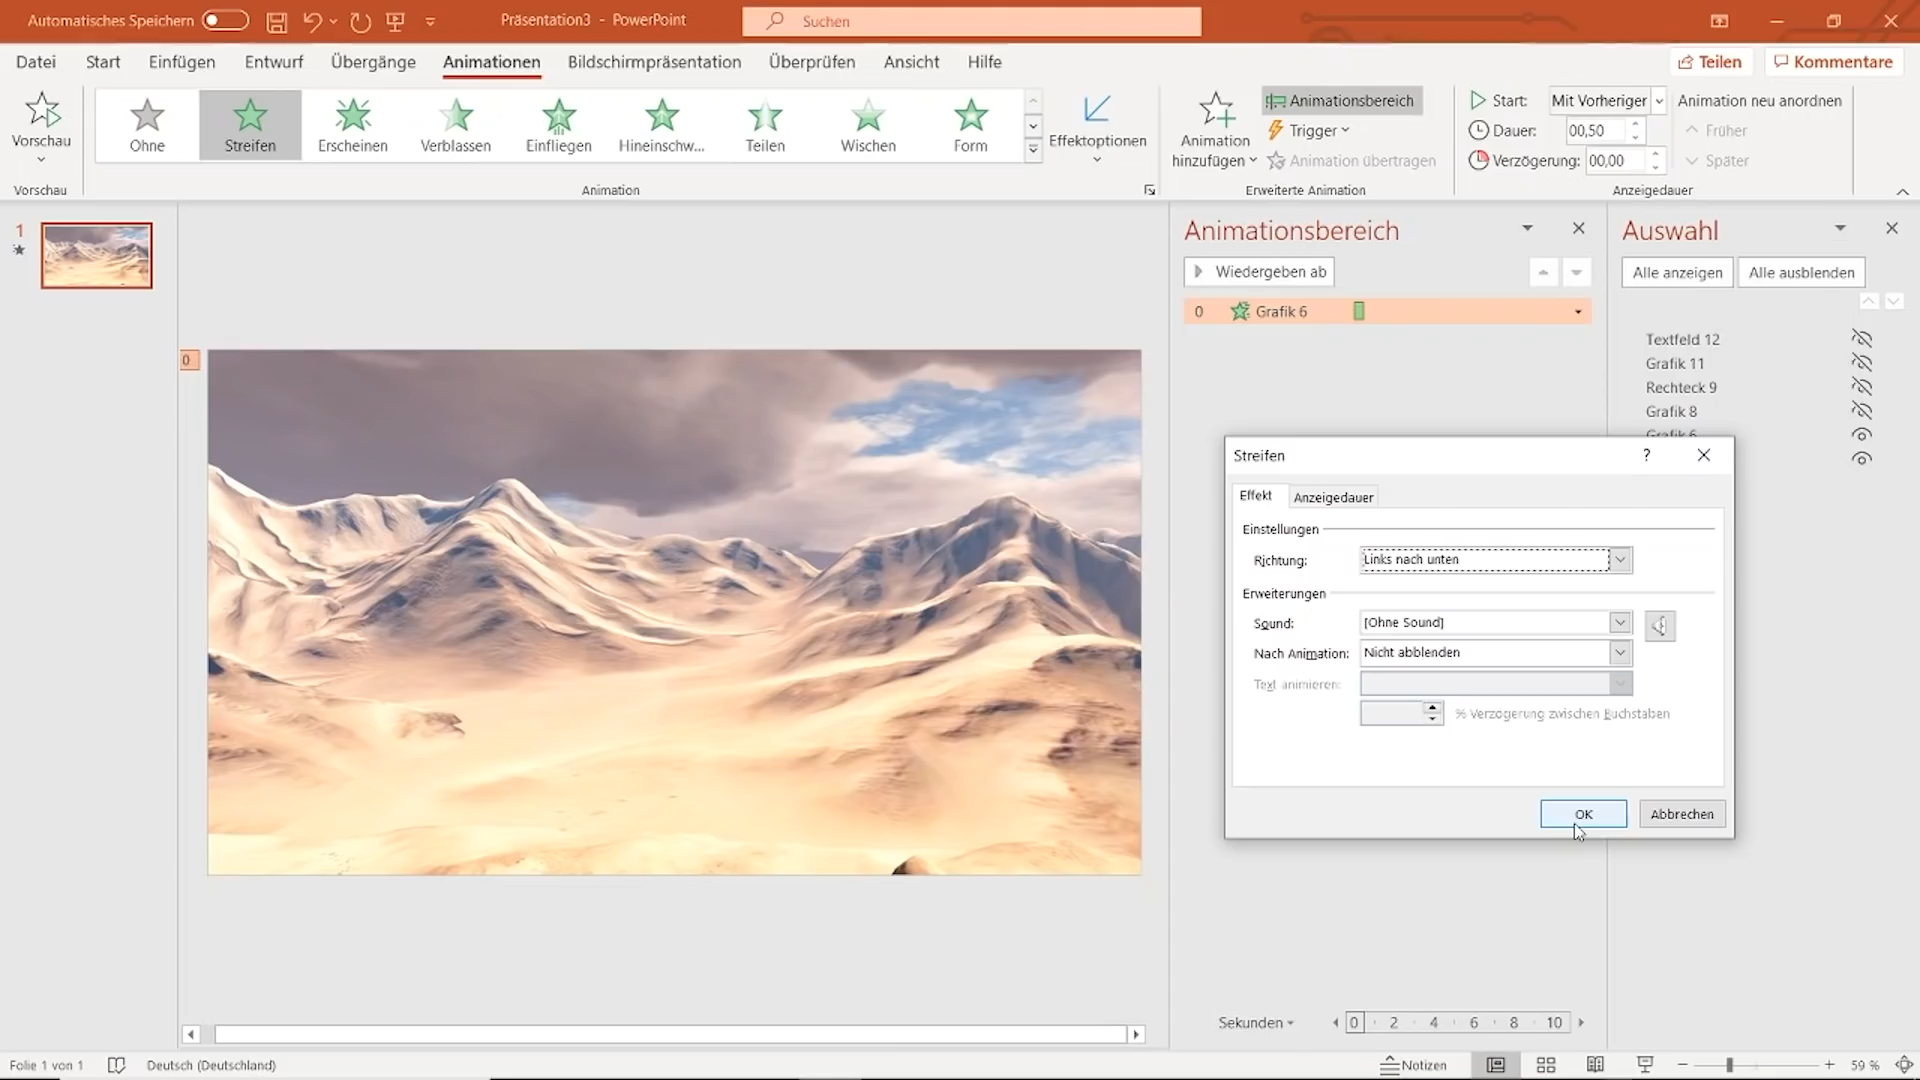 Automatisches Speichern
Präsentation3 - PowerPoint
Suchen
Datei Start Einfügen Entwurf Übergänge Animationen Bildschirmpräsentation Überprüfen Ansicht Hilfe
Teilen Kommentare
Vorschau
Vorschau
Ohne Streifen Erscheinen Verblassen Einfliegen Hineinschw... Teilen Wischen Form
Animation
Effektoptionen
Animation
hinzufügen
Animationsbereich
Trigger
Animation übertragen
Erweiterte Animation
Start: Mit Vorheriger
Dauer: 00,50
Verzögerung: 00,00
Animation neu anordnen
Früher
Später
Anzeigedauer
1
0
Animationsbereich
Wiedergeben ab
0 Grafik 6
Auswahl
Alle anzeigen Alle ausblenden
Textfeld 12
Grafik 11
Rechteck 9
Grafik 8
Grafik 6
Streifen ?
Effekt Anzeigedauer
Einstellungen
Richtung: Links nach unten
Erweiterungen
Sound: [Ohne Sound]
Nach Animation: Nicht abblenden
Text animieren:
% Verzögerung zwischen Buchstaben
OK Abbrechen
Sekunden 0 2 4 6 8 10
Folie 1 von 1 Deutsch (Deutschland) Notizen 59 %